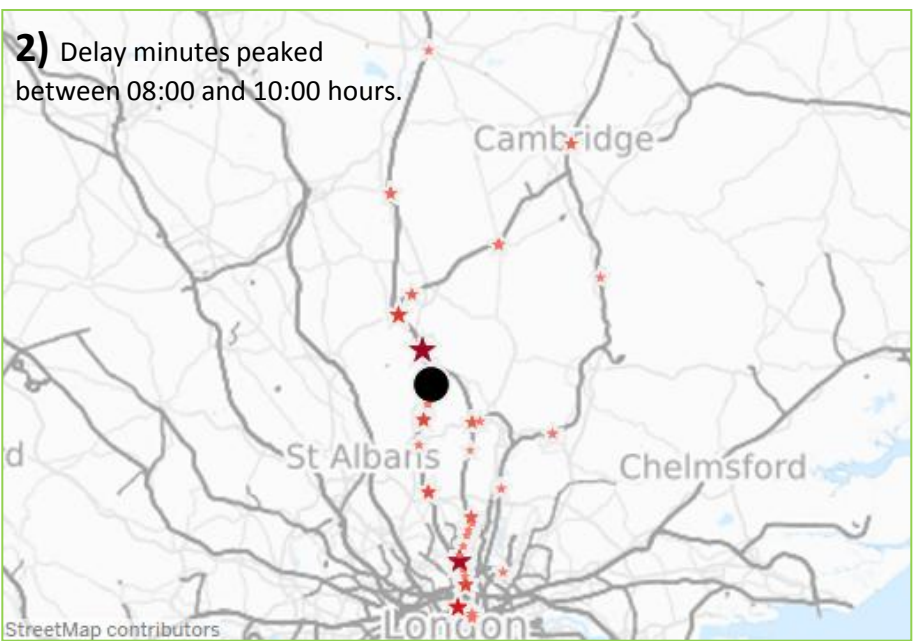 2) Delay minutes peaked
between 08:00 and 10:00 hours.
Cambridge
d
St Albans
Chelmsford
StreetMap contributors
London